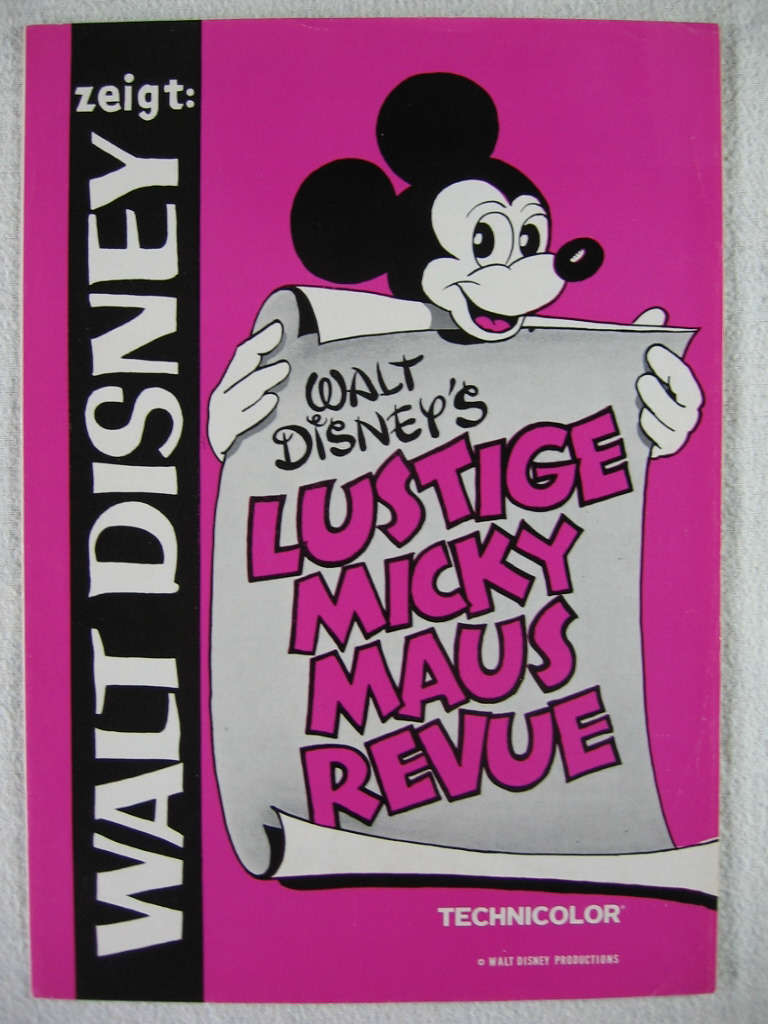 WALT DISNEY zeigt:
WALT
DISNEY'S
LUSTIGE
MICKY
MAUS
REVUE
TECHNICOLOR®
© WALT DISNEY PRODUCTIONS